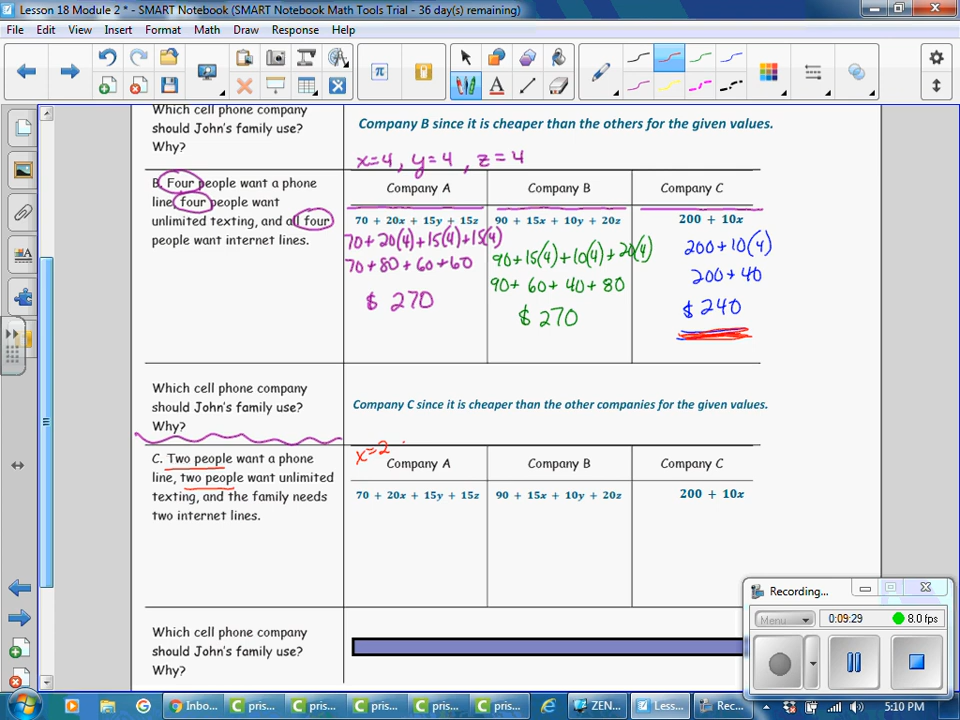 Lesson 18 Module 2 * - SMART Notebook (SMART Notebook Math Tools Trial - 36 day(s) remaining)
File Edit View Insert Format Math Draw Response Help
Which cell phone company
should John's family use?
Why?
Company B since it is cheaper than the others for the given values.
x=4, y=4, z=4
B. Four people want a phone
line, four people want
unlimited texting, and all four
people want internet lines.
Company A
70 + 20x + 15y + 15z
70+20(4)+15(4)+15(4)
70+80+60+60
$ 270
Company B
90 + 15x + 10y + 20z
90+15(4)+10(4)+20(4)
90+ 60+ 40+ 80
$ 270
Company C
200 + 10x
200+10(4)
200+40
$ 240
Which cell phone company
should John's family use?
Why?
Company C since it is cheaper than the other companies for the given values.
C. Two people want a phone
line, two people want unlimited
texting, and the family needs
two internet lines.
x=2
Company A
70 + 20x + 15y + 15z
Company B
90 + 15x + 10y + 20z
Company C
200 + 10x
Which cell phone company
should John's family use?
Why?
Recording...
Menu
0:09:29
8.0 fps
Inbo...
pris...
pris...
pris...
pris...
pris...
ZEN...
Less...
Rec...
5:10 PM